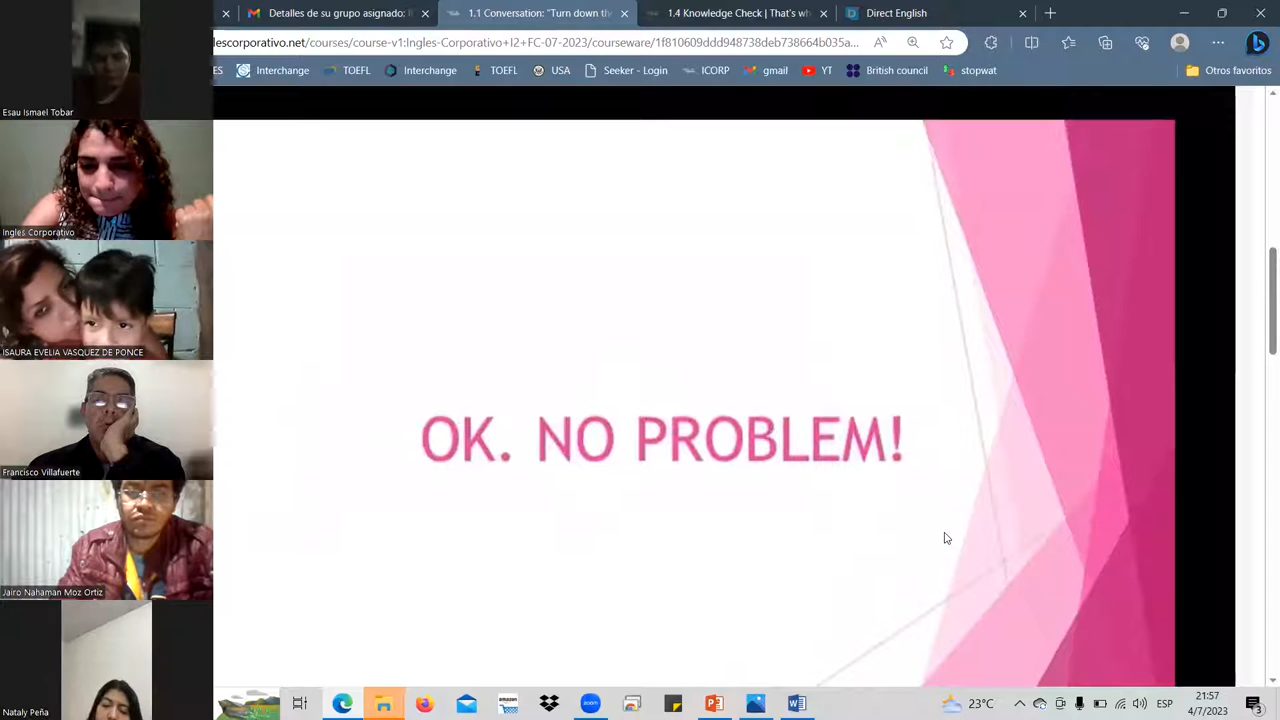 Detalles de su grupo asignado: I
1.1 Conversation: "Turn down th
1.4 Knowledge Check | That's wh
Direct English
lescorporativo.net/courses/course-v1:Ingles-Corporativo+I2+FC-07-2023/courseware/1f810609ddd948738deb738664b035a...
ES
Interchange
TOEFL
Interchange
TOEFL
USA
Seeker - Login
ICORP
gmail
YT
British council
stopwat
Otros favoritos
Esau Ismael Tobar
Ingles Corporativo
ISAURA EVELIA VASQUEZ DE PONCE
Francisco Villafuerte
Jairo Nahaman Moz Ortiz
Nataly Peña
OK. NO PROBLEM!
amazon
zoom
23°C
ESP
21:57
4/7/2023
3